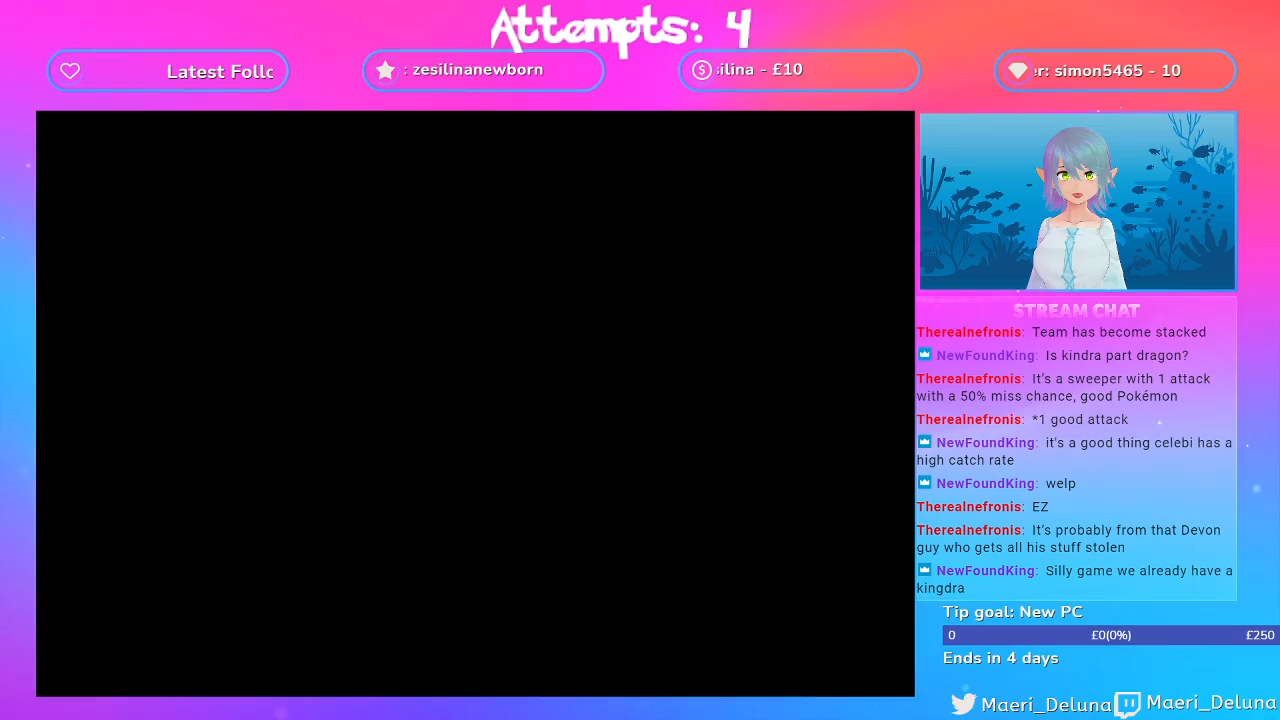 Attempts: 4
Latest Follo
: zesilinanewborn
silina - £10
er: simon5465 - 10
STREAM CHAT
Therealnefronis: Team has become stacked
NewFoundKing: Is kindra part dragon?
Therealnefronis: It's a sweeper with 1 attack
with a 50% miss chance, good Pokémon
Therealnefronis: *1 good attack
NewFoundKing: it's a good thing celebi has a
high catch rate
NewFoundKing: welp
Therealnefronis: EZ
Therealnefronis: It's probably from that Devon
guy who gets all his stuff stolen
NewFoundKing: Silly game we already have a
kingdra
Tip goal: New PC
0 £0(0%) £250
Ends in 4 days
Maeri_Deluna Maeri_Deluna